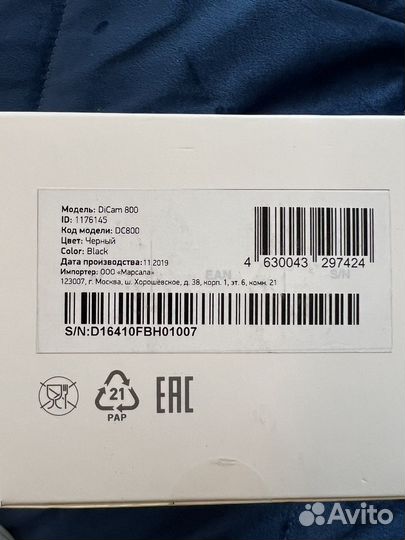 Модель: DiCam 800
ID: 1176145
Код модели: DC800
Цвет: Черный
Color: Black
Дата производства:11.2019
Импортер: ООО «Марсала»
123007, г. Москва, ш. Хорошёвское, д. 38, корп. 1, эт. 6, комн. 21
EAN
S/N
4 630043 297424
S/N:D16410FBH01007
21
PAP
EAC
Avito